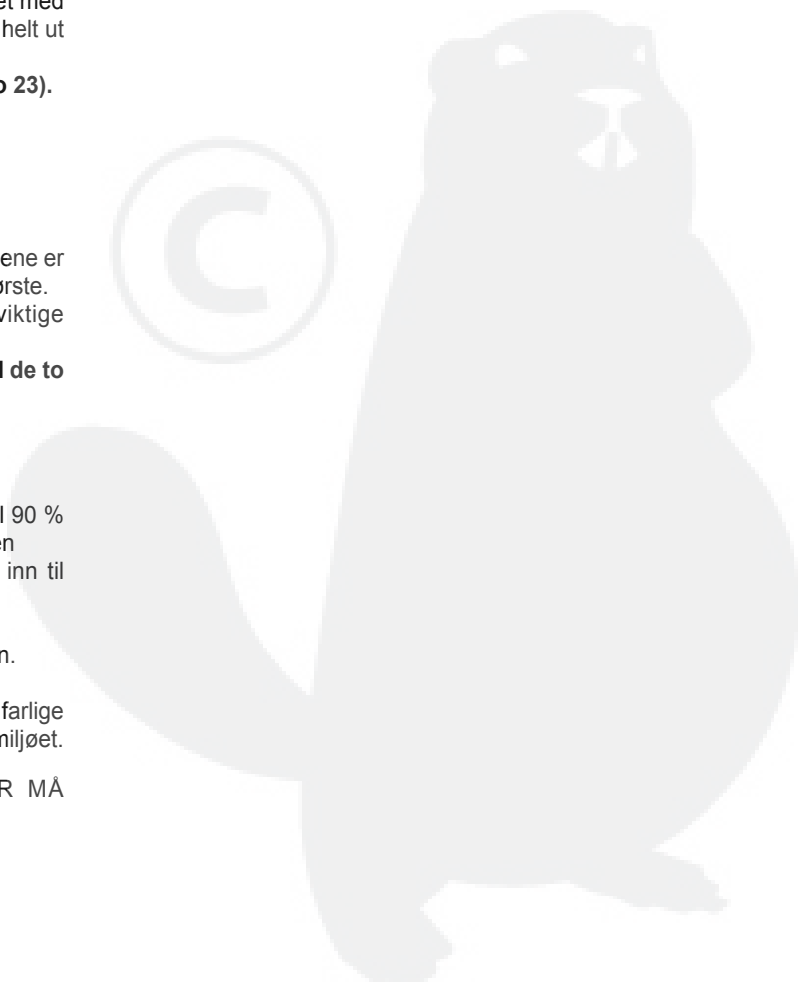 et med
helt ut
23).
ene er
ørste.
viktige
de to
90 %
en
inn til
n.
farlige
miljøet.
R MÅ
©